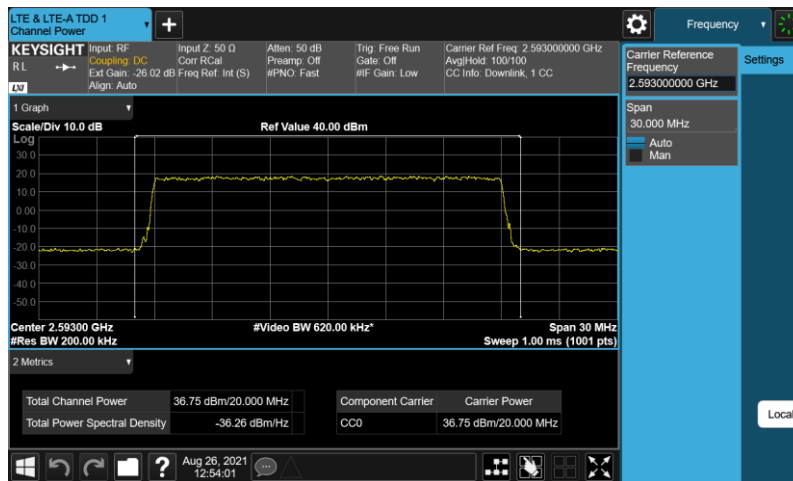 LTE & LTE-A TDD 1
Channel Power
Frequency
KEYSIGHT
R L
LXI
Input: RF
Coupling: DC
Ext Gain: -26.02 dB
Align: Auto
Input Z: 50 Ω
Corr RCal
Freq Ref: Int (S)
Atten: 50 dB
Preamp: Off
#PNO: Fast
Trig: Free Run
Gate: Off
#IF Gain: Low
Carrier Ref Freq: 2.593000000 GHz
Avg|Hold: 100/100
CC Info: Downlink, 1 CC
Carrier Reference
Frequency
2.593000000 GHz
Settings
Span
30.000 MHz
Auto
Man
1 Graph
Scale/Div 10.0 dB
Ref Value 40.00 dBm
Log
30.0
20.0
10.0
0.00
-10.0
-20.0
-30.0
-40.0
-50.0
Center 2.59300 GHz
#Video BW 620.00 kHz*
Span 30 MHz
#Res BW 200.00 kHz
Sweep 1.00 ms (1001 pts)
2 Metrics
Total Channel Power 36.75 dBm/20.000 MHz
Total Power Spectral Density -36.26 dBm/Hz
Component Carrier Carrier Power
CC0 36.75 dBm/20.000 MHz
Local
?
Aug 26, 2021
12:54:01